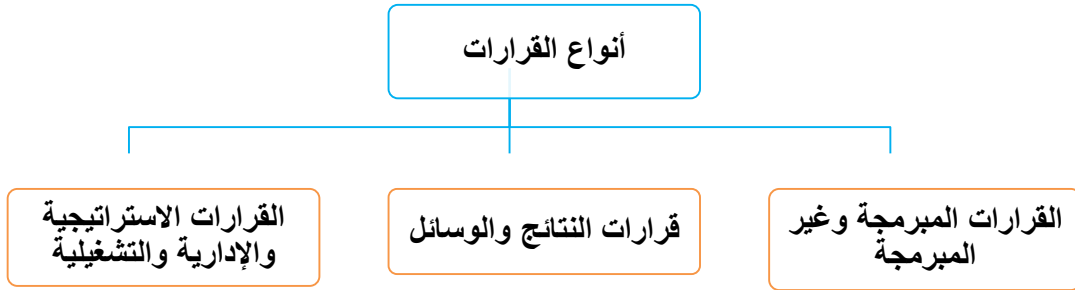 أنواع القرارات
القرارات المبرمجة وغير
المبرمجة
قرارات النتائج والوسائل
القرارات الاستراتيجية
والإدارية والتشغيلية